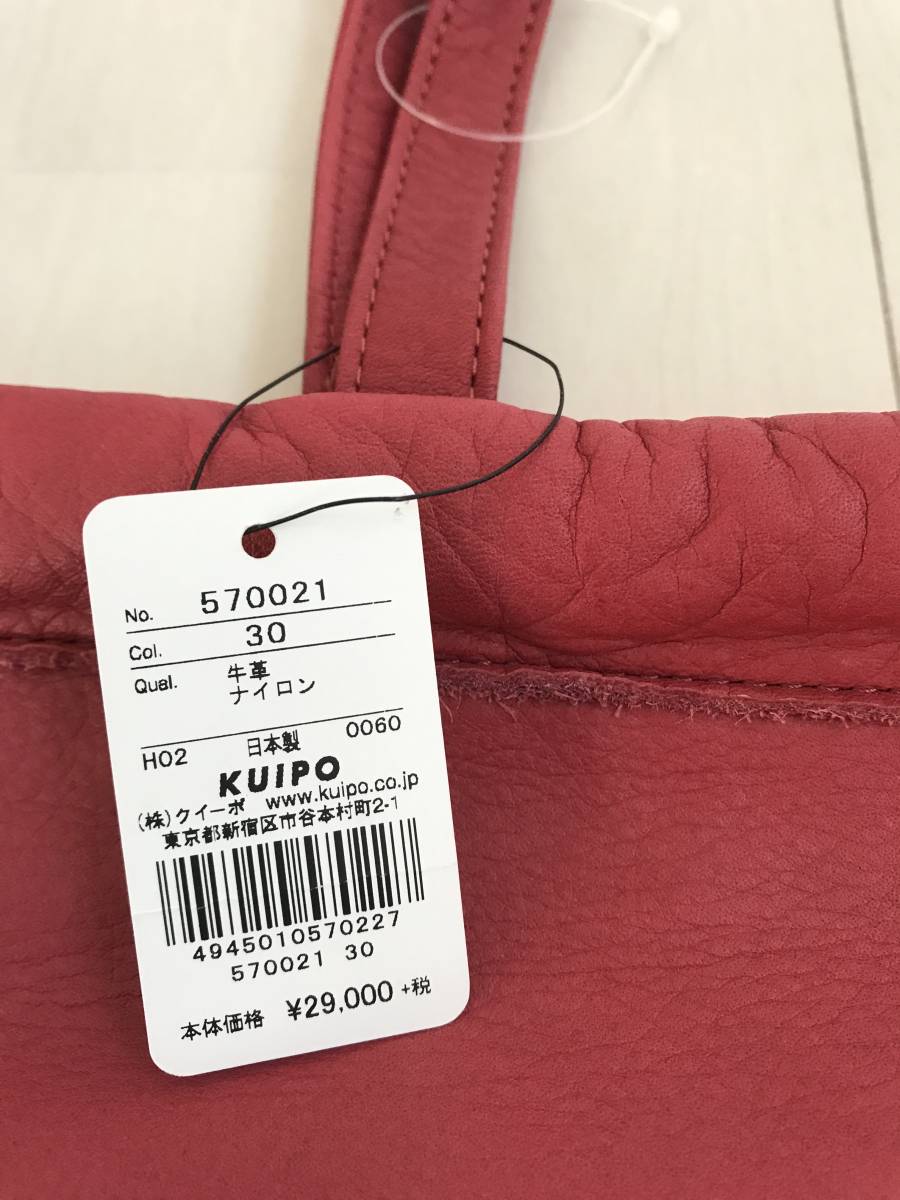 No. 570021
Col. 30
Qual. 牛革
ナイロン
H02 日本製 0060
KUIPO
(株)クイーポ www.kuipo.co.jp
東京都新宿区市谷本村町2-1
4945010570227
570021 30
本体価格 ¥29,000 +税